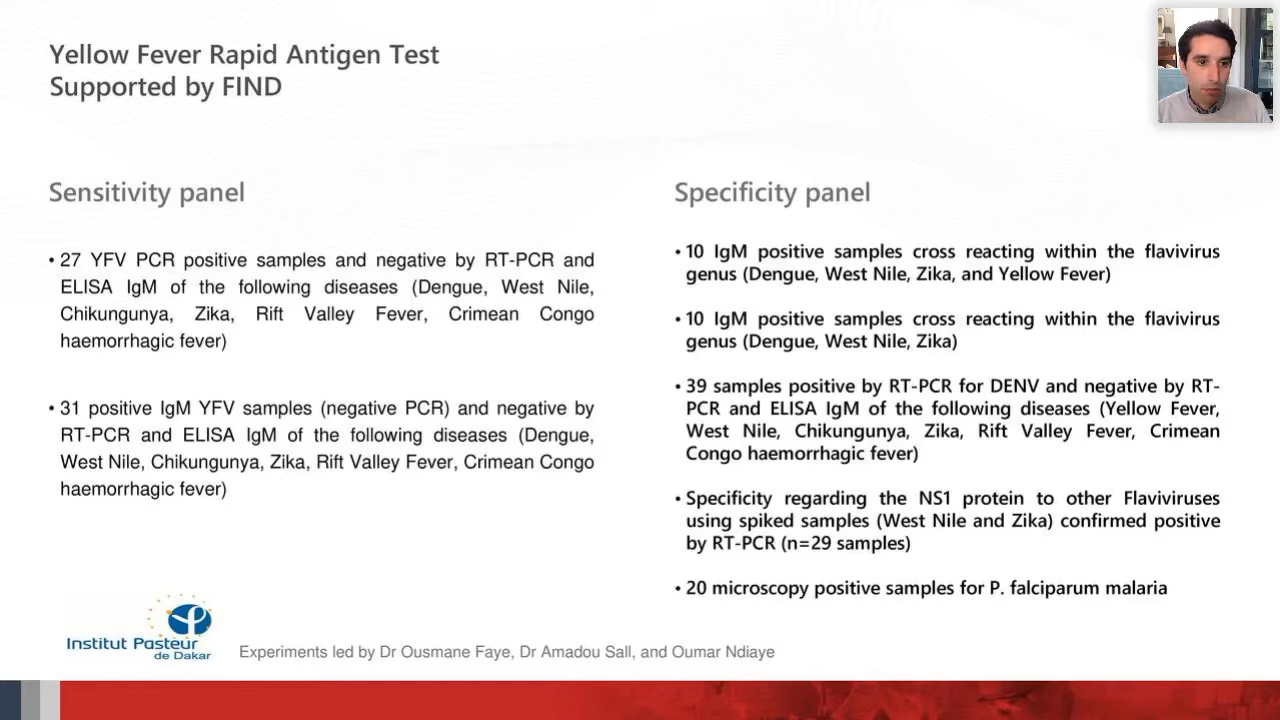 Yellow Fever Rapid Antigen Test
Supported by FIND
Sensitivity panel
• 27 YFV PCR positive samples and negative by RT-PCR and
ELISA IgM of the following diseases (Dengue, West Nile,
Chikungunya, Zika, Rift Valley Fever, Crimean Congo
haemorrhagic fever)
• 31 positive IgM YFV samples (negative PCR) and negative by
RT-PCR and ELISA IgM of the following diseases (Dengue,
West Nile, Chikungunya, Zika, Rift Valley Fever, Crimean Congo
haemorrhagic fever)
Specificity panel
• 10 IgM positive samples cross reacting within the flavivirus
genus (Dengue, West Nile, Zika, and Yellow Fever)
• 10 IgM positive samples cross reacting within the flavivirus
genus (Dengue, West Nile, Zika)
• 39 samples positive by RT-PCR for DENV and negative by RT-
PCR and ELISA IgM of the following diseases (Yellow Fever,
West Nile, Chikungunya, Zika, Rift Valley Fever, Crimean
Congo haemorrhagic fever)
• Specificity regarding the NS1 protein to other Flaviviruses
using spiked samples (West Nile and Zika) confirmed positive
by RT-PCR (n=29 samples)
• 20 microscopy positive samples for P. falciparum malaria
Institut Pasteur
de Dakar
Experiments led by Dr Ousmane Faye, Dr Amadou Sall, and Oumar Ndiaye